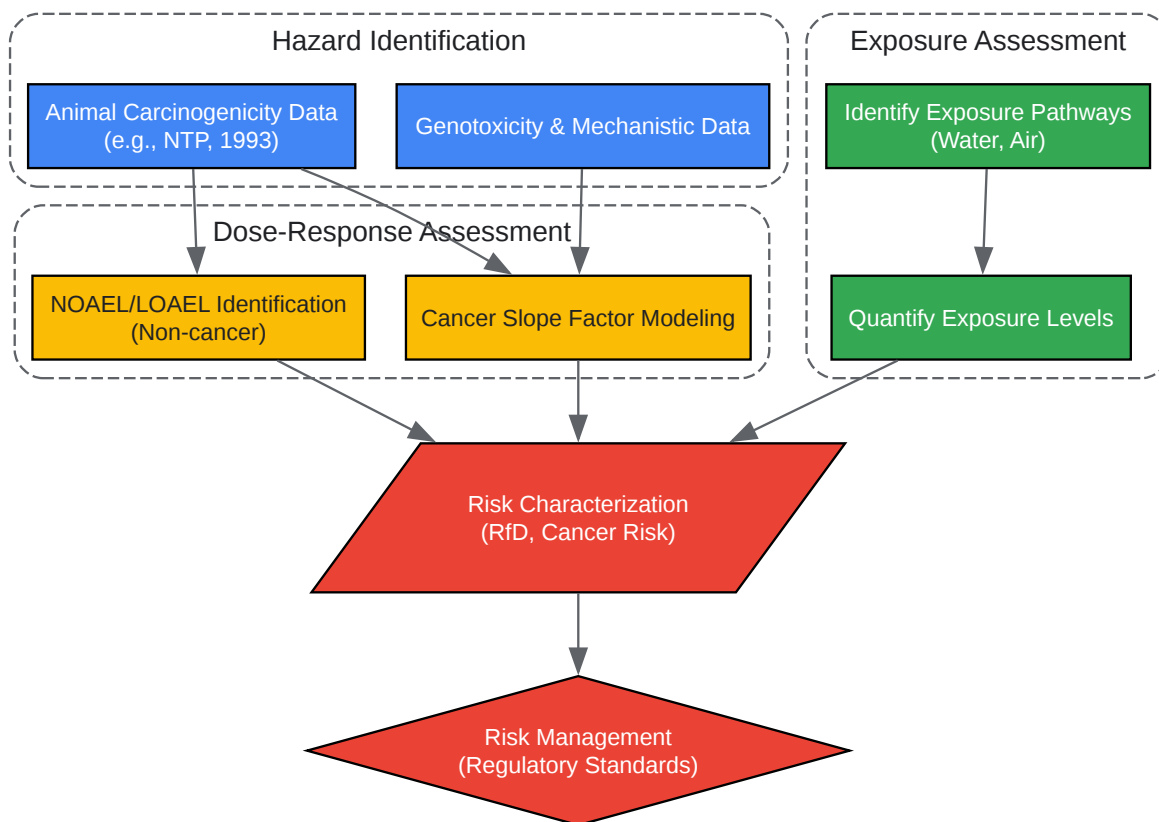 Hazard Identification
Exposure Assessment
Animal Carcinogenicity Data
(e.g., NTP, 1993)
Genotoxicity & Mechanistic Data
Identify Exposure Pathways
(Water, Air)
Dose-Response Assessment
NOAEL/LOAEL Identification
(Non-cancer)
Cancer Slope Factor Modeling
Quantify Exposure Levels
Risk Characterization
(RfD, Cancer Risk)
Risk Management
(Regulatory Standards)